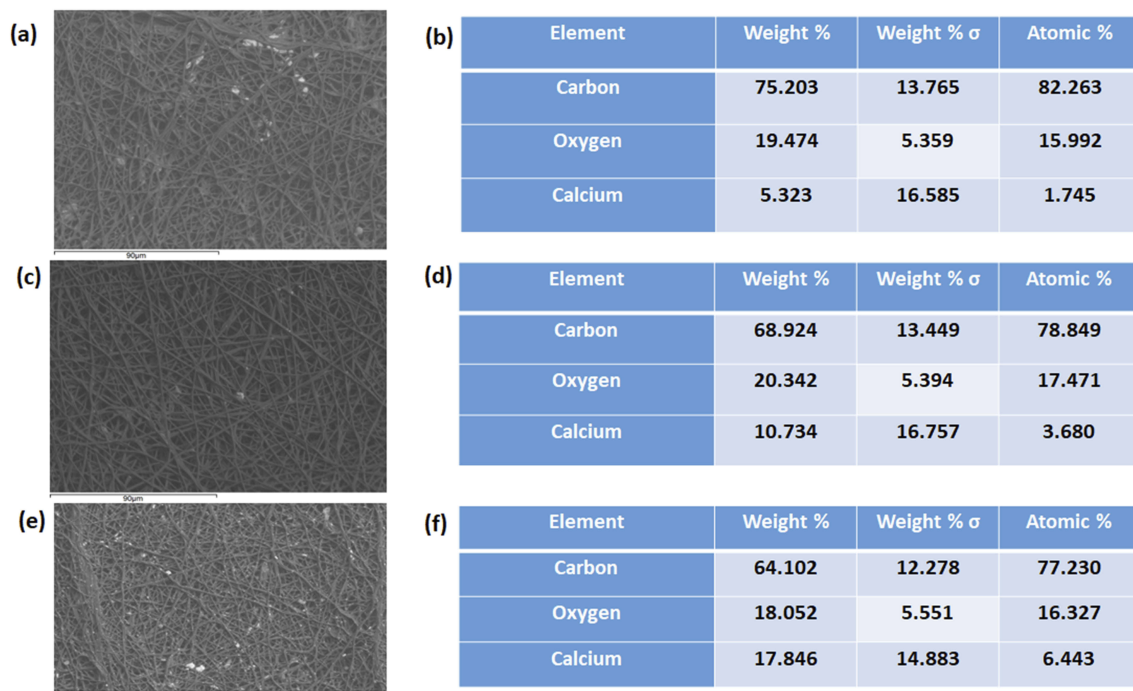 (a)
90µm
(b)
Element Weight % Weight % σ Atomic %
Carbon 75.203 13.765 82.263
Oxygen 19.474 5.359 15.992
Calcium 5.323 16.585 1.745
(c)
90µm
(d)
Element Weight % Weight % σ Atomic %
Carbon 68.924 13.449 78.849
Oxygen 20.342 5.394 17.471
Calcium 10.734 16.757 3.680
(e)
(f)
Element Weight % Weight % σ Atomic %
Carbon 64.102 12.278 77.230
Oxygen 18.052 5.551 16.327
Calcium 17.846 14.883 6.443